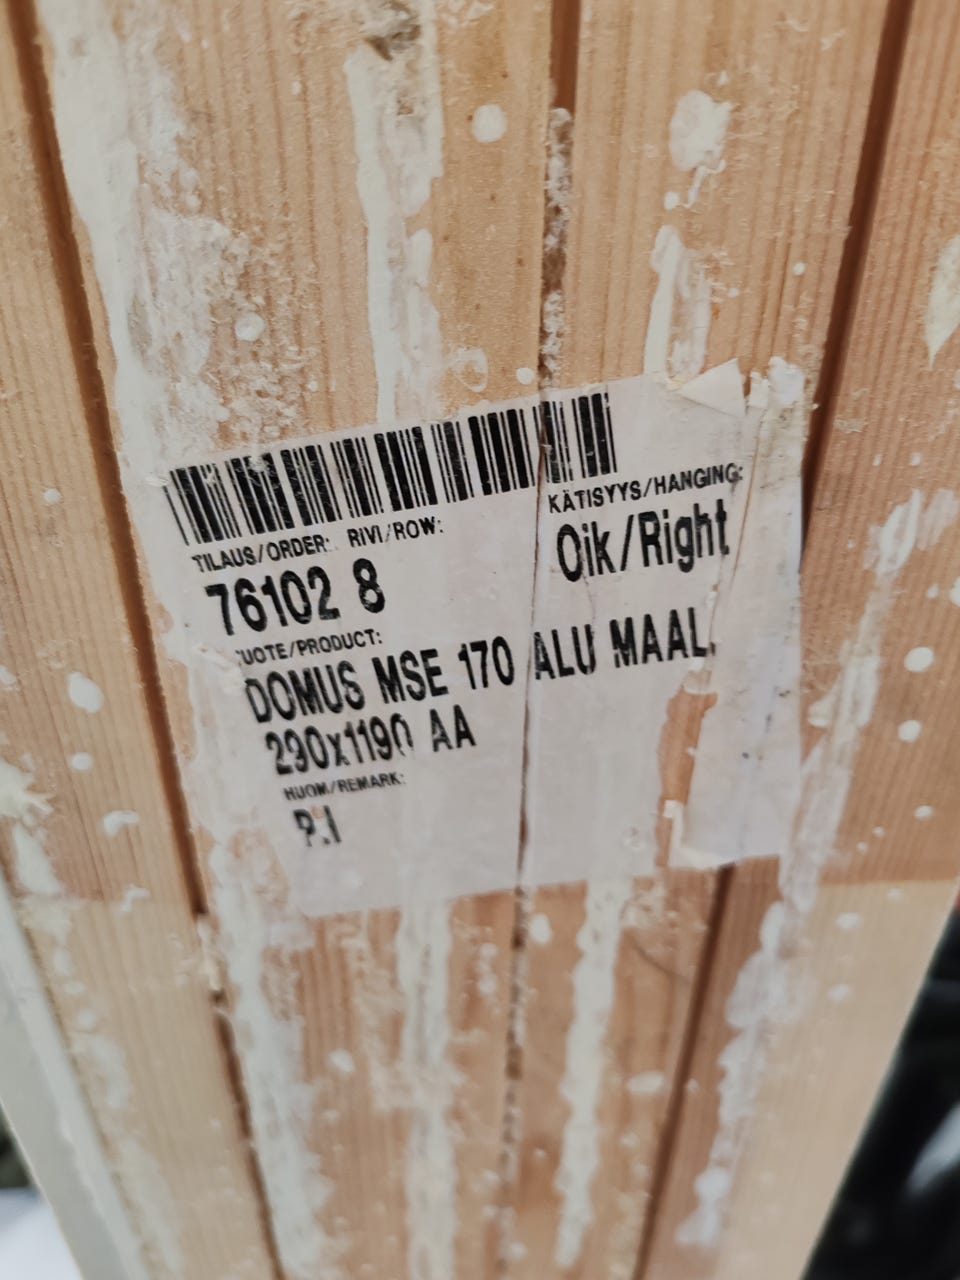 TILAUS/ORDER: RIVI/ROW: KÄTISYYS/HANGING:
76102 8 Oik/Right
UOTE/PRODUCT:
DOMUS MSE 170 ALU MAAL.
290x1190 AA
HUOM/REMARK: